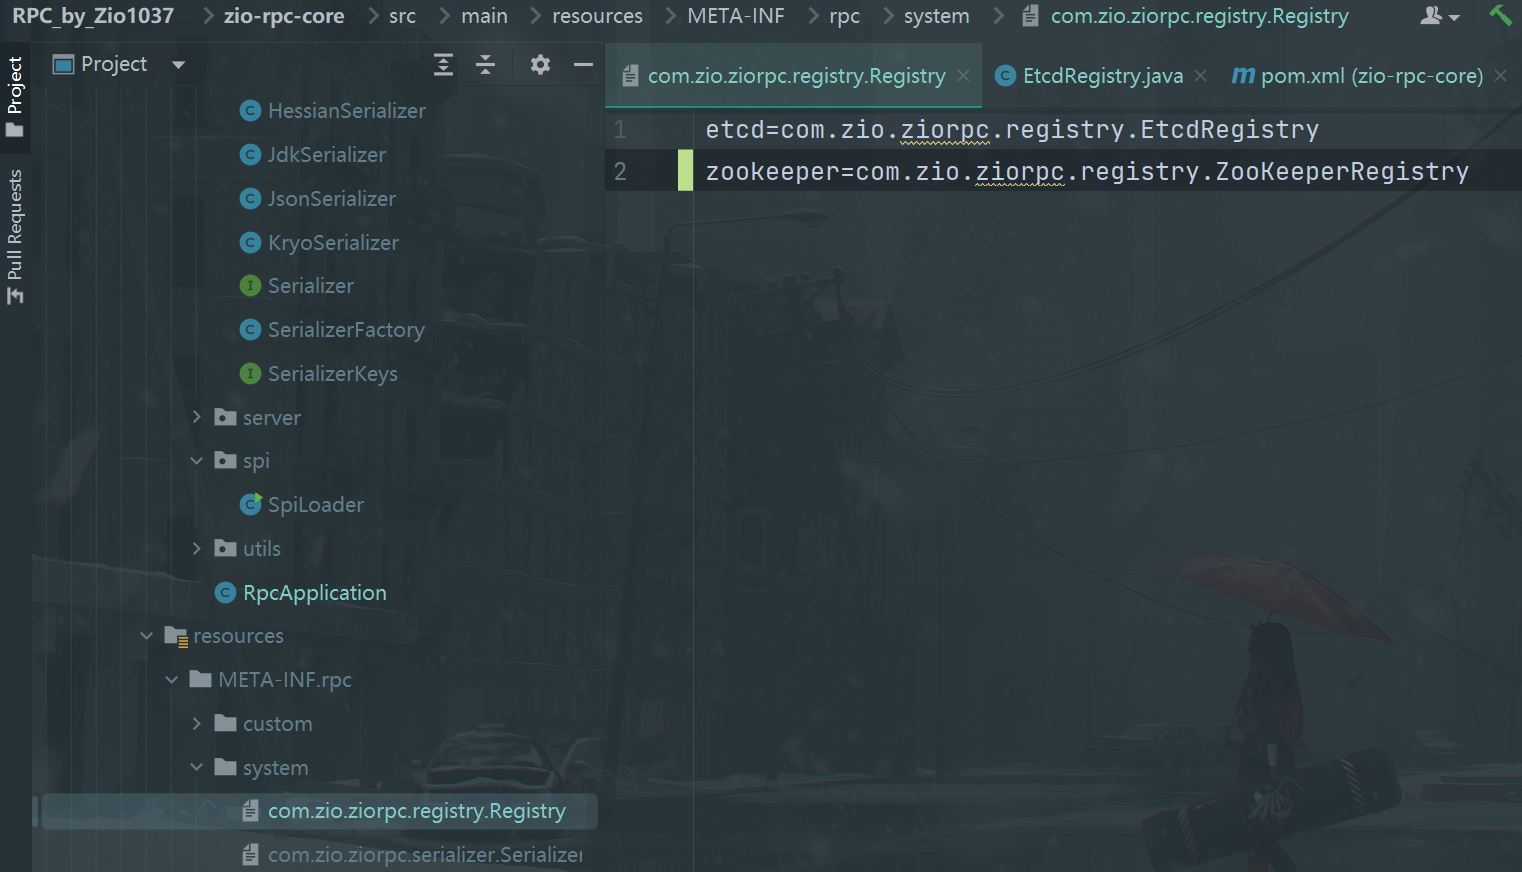 RPC_by_Zio1037 zio-rpc-core src main resources META-INF rpc system com.zio.ziorpc.registry.Registry
Project
Pull Requests
Project
HessianSerializer
JdkSerializer
JsonSerializer
KryoSerializer
Serializer
SerializerFactory
SerializerKeys
server
spi
SpiLoader
utils
RpcApplication
resources
META-INF.rpc
custom
system
com.zio.ziorpc.registry.Registry
com.zio.ziorpc.serializer.Serializer
com.zio.ziorpc.registry.Registry EtcdRegistry.java pom.xml (zio-rpc-core)
1 etcd=com.zio.ziorpc.registry.EtcdRegistry
2 zookeeper=com.zio.ziorpc.registry.ZooKeeperRegistry